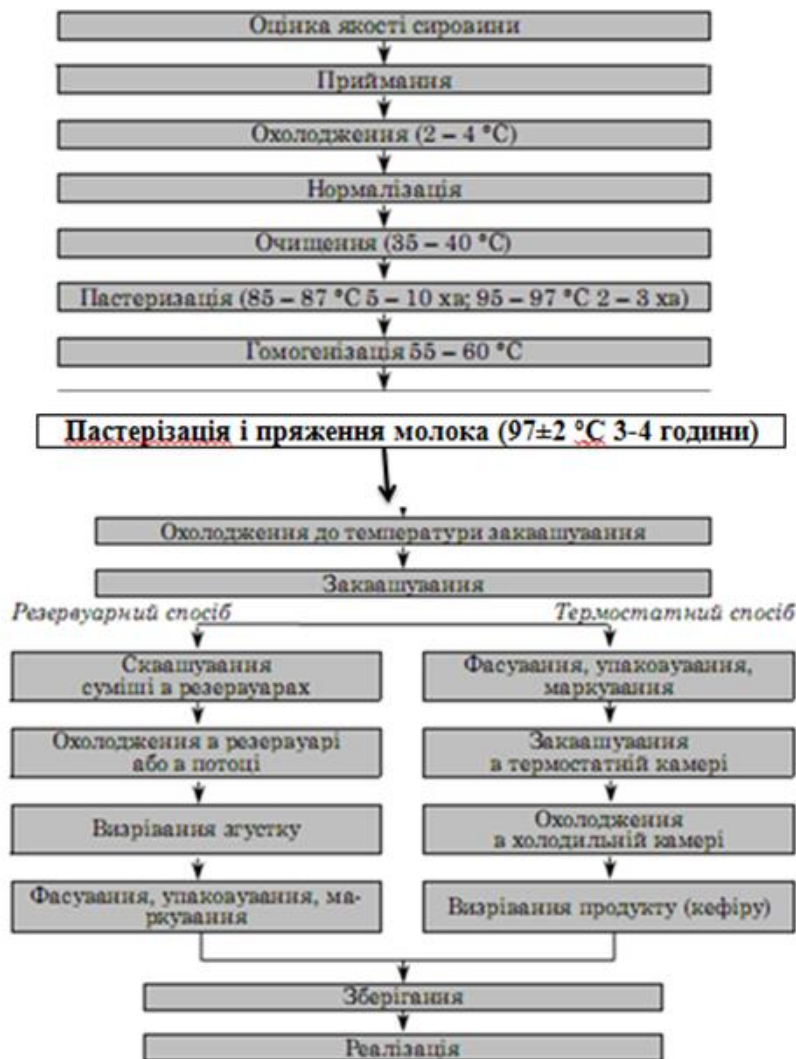 Оцінка якості сировини
Приймання
Охолодження (2 – 4 °С)
Нормалізація
Очищення (35 – 40 °С)
Пастеризація (85 – 87 °С 5 – 10 хв; 95 – 97 °С 2 – 3 хв)
Гомогенізація 55 – 60 °С
Пастерізація і пряження молока (97±2 °С 3-4 години)
Охолодження до температури заквашування
Заквашування
Резервуарний спосіб
Термостатний спосіб
Сквашування
суміші в резервуарах
Охолодження в резервуарі
або в потоці
Визрівання згустку
Фасування, упаковування, ма-
ркування
Фасування, упаковування,
маркування
Заквашування
в термостатній камері
Охолодження
в холодильній камері
Визрівання продукту (кефіру)
Зберігання
Реалізація